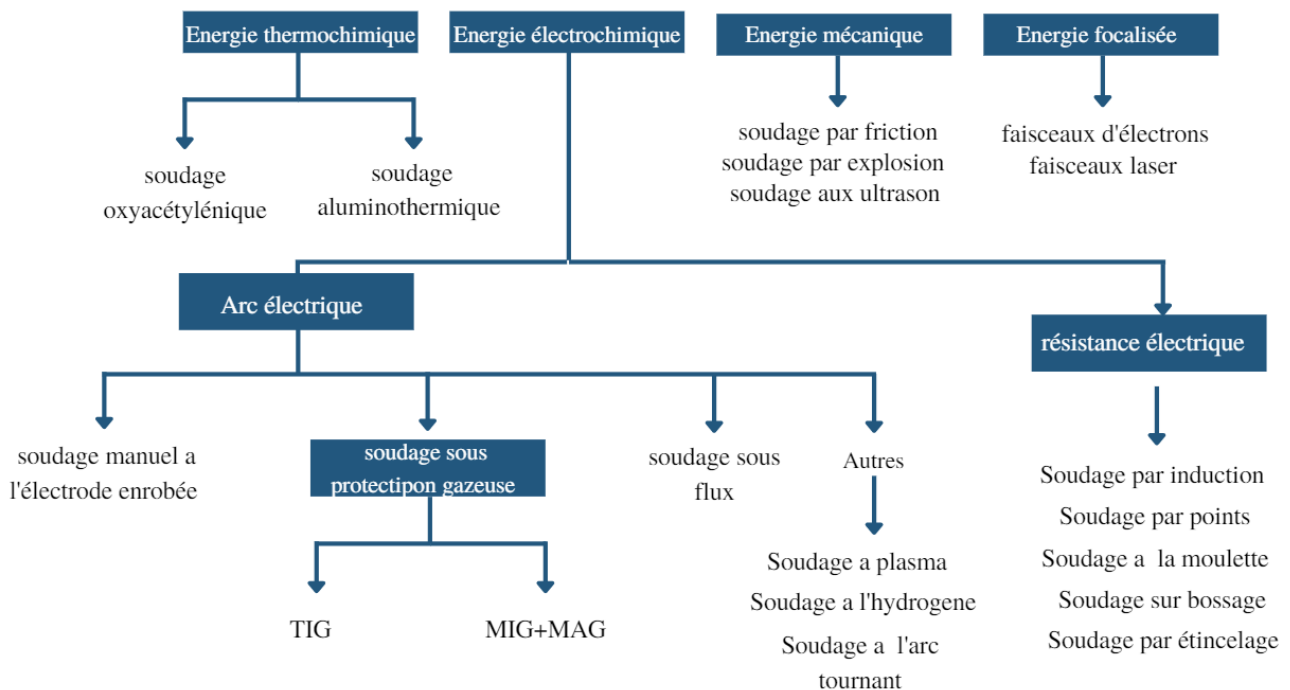 Energie thermochimique
Energie électrochimique
Energie mécanique
Energie focalisée
soudage
oxyacétylénique
soudage
aluminothermique
soudage par friction
soudage par explosion
soudage aux ultrason
faisceaux d'électrons
faisceaux laser
Arc électrique
résistance électrique
soudage manuel a
l'électrode enrobée
soudage sous
protectipon gazeuse
soudage sous
flux
Autres
TIG
MIG+MAG
Soudage a plasma
Soudage a l'hydrogene
Soudage a l'arc
tournant
Soudage par induction
Soudage par points
Soudage a la moulette
Soudage sur bossage
Soudage par étincelage